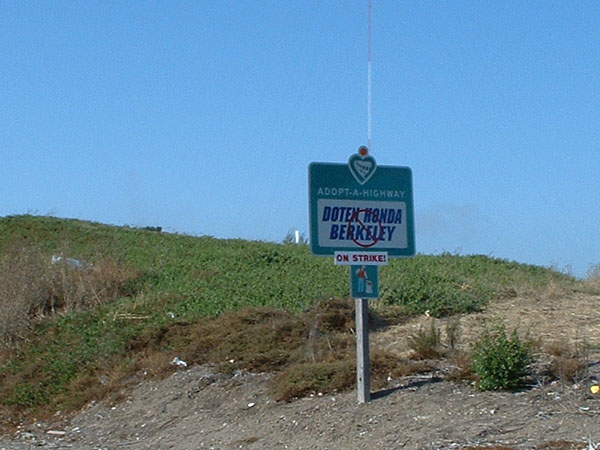 ADOPT-A-HIGHWAY
DOTEN HONDA
BERKELEY
ON STRIKE!